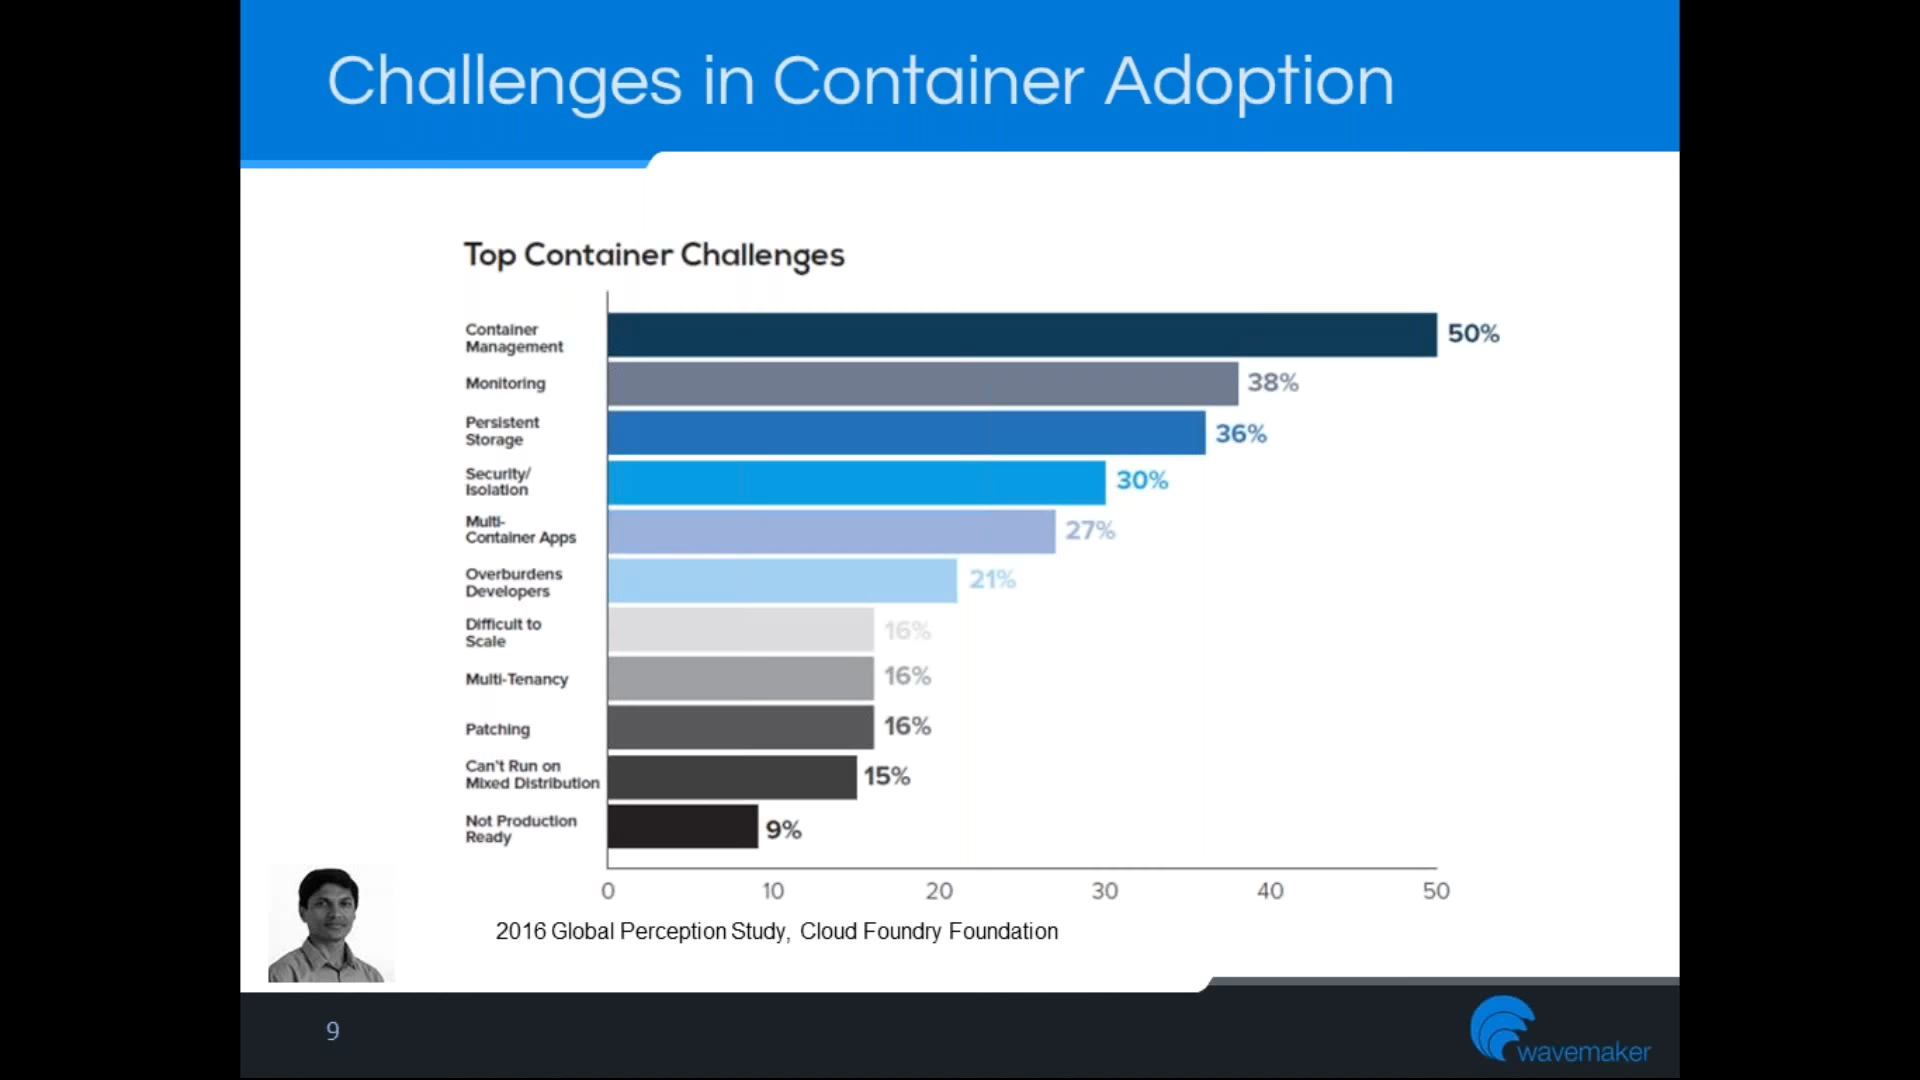 Challenges in Container Adoption
Top Container Challenges
Container
Management
50%
Monitoring
38%
Persistent
Storage
36%
Security/
Isolation
30%
Multi-
Container Apps
27%
Overburdens
Developers
21%
Difficult to
Scale
16%
Multi-Tenancy
16%
Patching
16%
Can't Run on
Mixed Distribution
15%
Not Production
Ready
9%
0 10 20 30 40 50
2016 Global Perception Study, Cloud Foundry Foundation
9
wavemaker